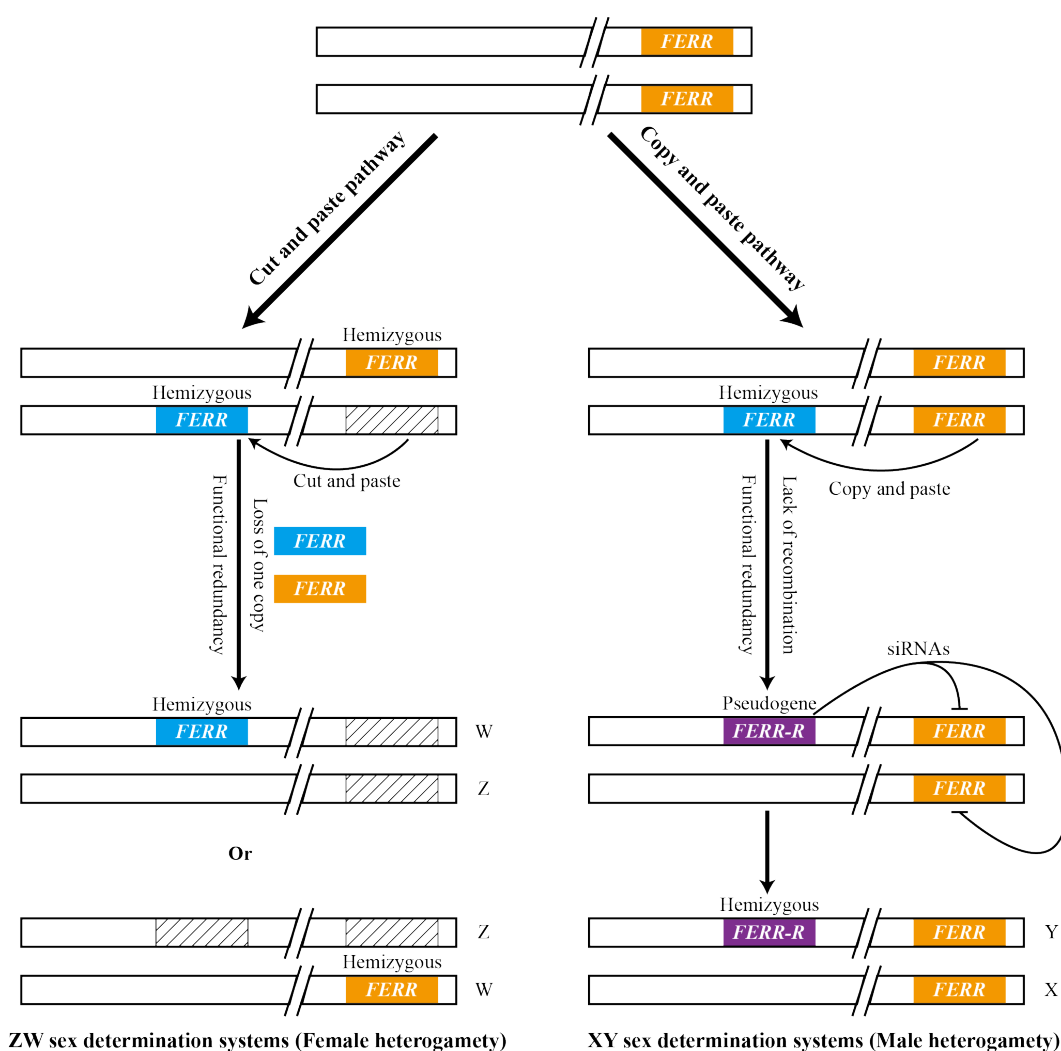 FERR
FERR
Cut and paste pathway
Copy and paste pathway
Hemizygous
FERR
Hemizygous
FERR
Cut and paste
Functional redundancy
Loss of one copy
FERR
FERR
Hemizygous
FERR
W
Z
Or
Z
Hemizygous
FERR
W
ZW sex determination systems (Female heterogamety)
FERR
Hemizygous
FERR
FERR
Copy and paste
Functional redundancy
Lack of recombination
siRNAs
Pseudogene
FERR-R
FERR
FERR
Hemizygous
FERR-R
FERR
Y
FERR
X
XY sex determination systems (Male heterogamety)